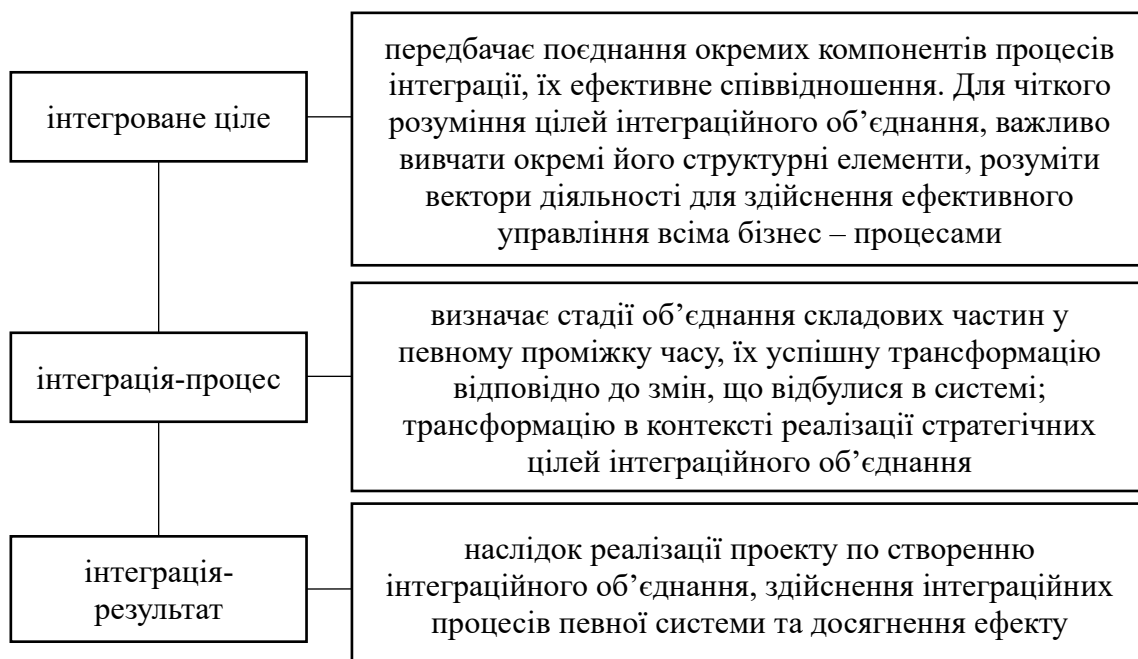 інтегроване ціле
передбачає поєднання окремих компонентів процесів
інтеграції, їх ефективне співвідношення. Для чіткого
розуміння цілей інтеграційного об’єднання, важливо
вивчати окремі його структурні елементи, розуміти
вектори діяльності для здійснення ефективного
управління всіма бізнес – процесами
інтеграція-процес
визначає стадії об’єднання складових частин у
певному проміжку часу, їх успішну трансформацію
відповідно до змін, що відбулися в системі;
трансформацію в контексті реалізації стратегічних
цілей інтеграційного об’єднання
інтеграція-
результат
наслідок реалізації проекту по створенню
інтеграційного об’єднання, здійснення інтеграційних
процесів певної системи та досягнення ефекту